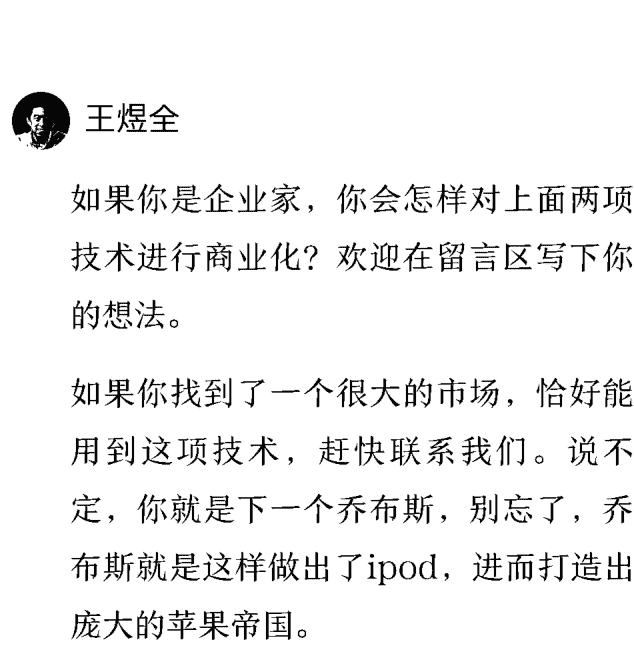 王煜全
如果你是企业家，你会怎样对上面两项
技术进行商业化？欢迎在留言区写下你
的想法。
如果你找到了一个很大的市场，恰好能
用到这项技术，赶快联系我们。说不
定，你就是下一个乔布斯，别忘了，乔
布斯就是这样做出了ipod，进而打造出
庞大的苹果帝国。